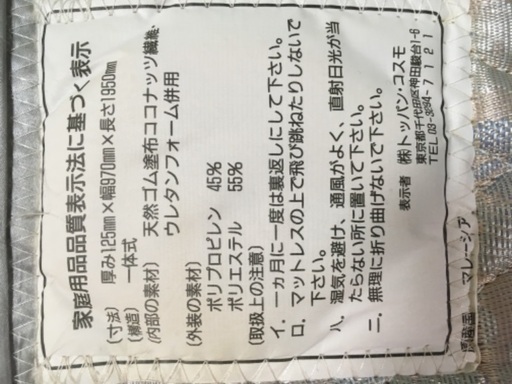 家庭用品品質表示法に基づく表示
(寸法) 厚み125mm×幅970mm×長さ1950mm
(構造) 一体式
(内部の素材) 天然ゴム塗布ココナッツ繊維・
ウレタンフォーム併用
(外装の素材)
ポリプロピレン 45%
ポリエステル 55%
(取扱上の注意)
イ. 一カ月に一度は裏返しにして下さい。
ロ. マットレスの上で飛び跳ねたりしないで
下さい。
ハ. 湿気を避け、通風がよく、直射日光が当
たらない所に置いて下さい。
ニ. 無理に折り曲げないで下さい。
表示者 ㈱トッパン・コスモ
東京都千代田区神田駿台1-6
TEL 03-3294-7121
原産国 マレーシア